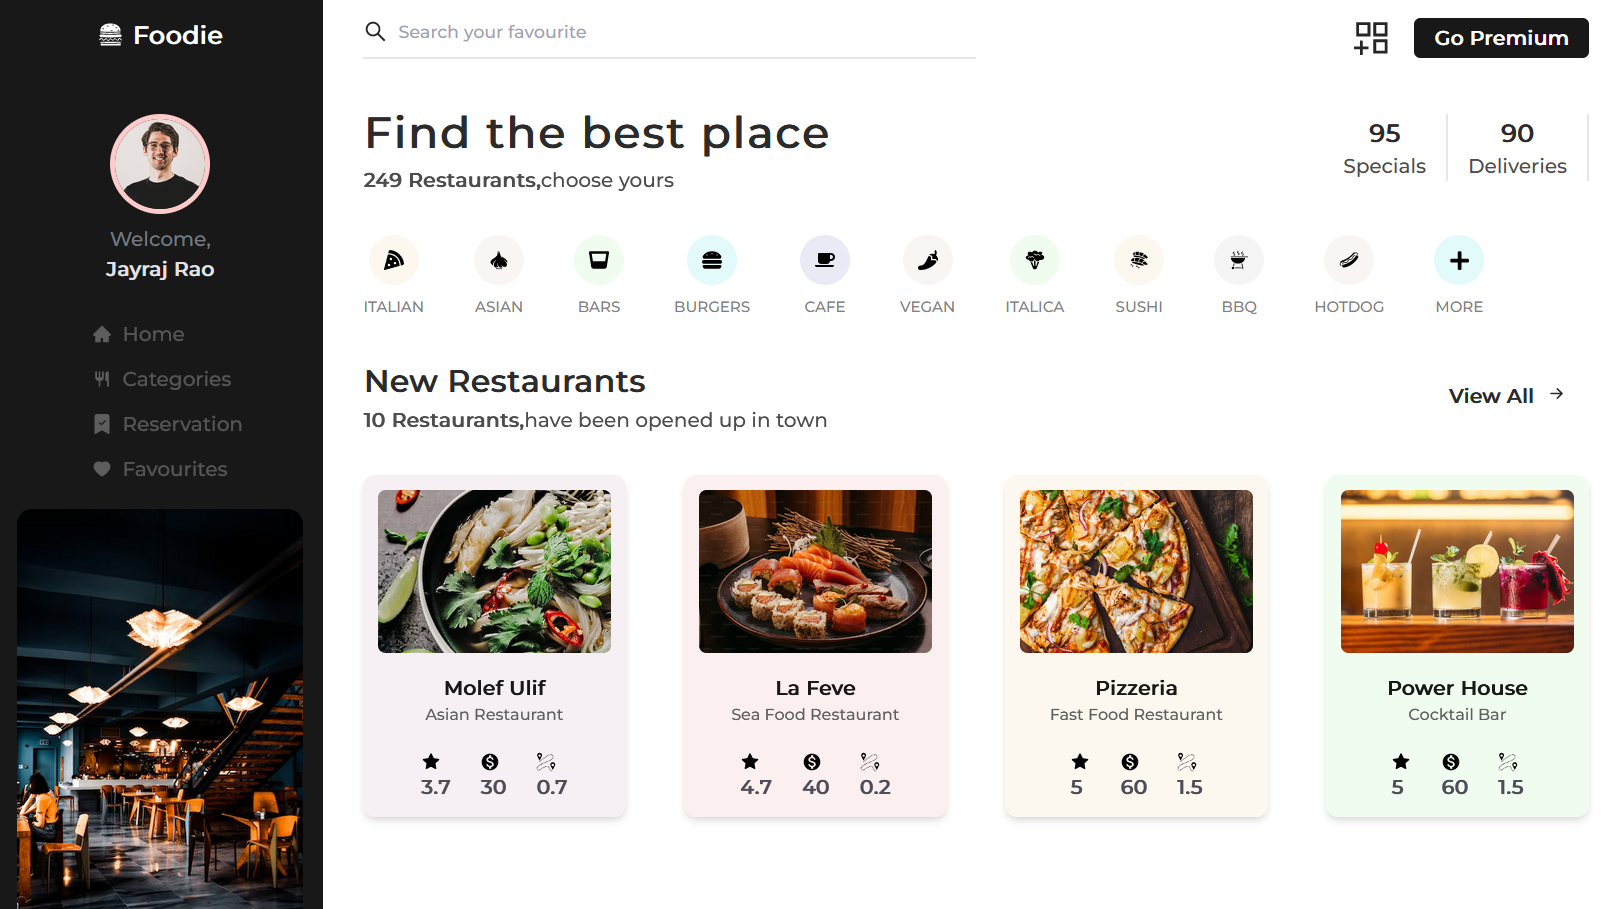 Foodie
Welcome,
Jayraj Rao
Home
Categories
Reservation
Favourites
Search your favourite
Go Premium
Find the best place
249 Restaurants,choose yours
95
Specials
90
Deliveries
ITALIAN
ASIAN
BARS
BURGERS
CAFE
VEGAN
ITALICA
SUSHI
BBQ
HOTDOG
MORE
New Restaurants
10 Restaurants,have been opened up in town
View All
Molef Ulif
Asian Restaurant
3.7 30 0.7
La Feve
Sea Food Restaurant
4.7 40 0.2
Pizzeria
Fast Food Restaurant
5 60 1.5
Power House
Cocktail Bar
5 60 1.5